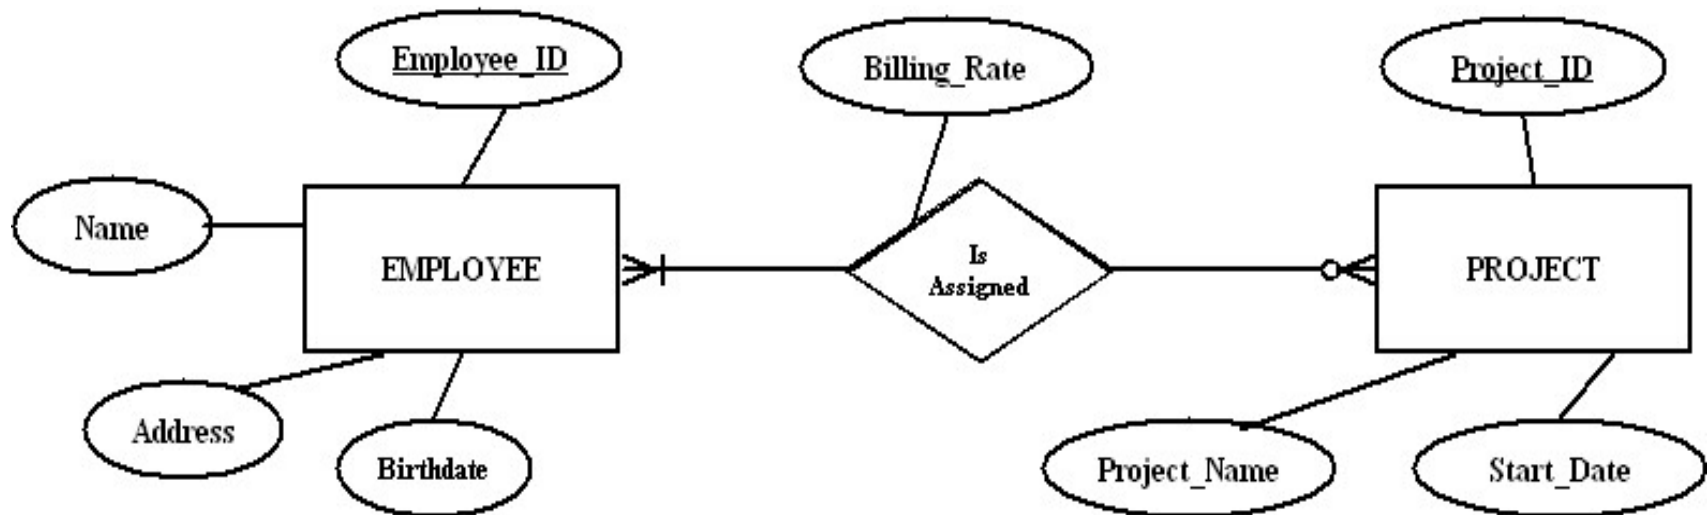 Employee_ID
Billing_Rate
Project_ID
Name
EMPLOYEE
Is
Assigned
PROJECT
Address
Birthdate
Project_Name
Start_Date